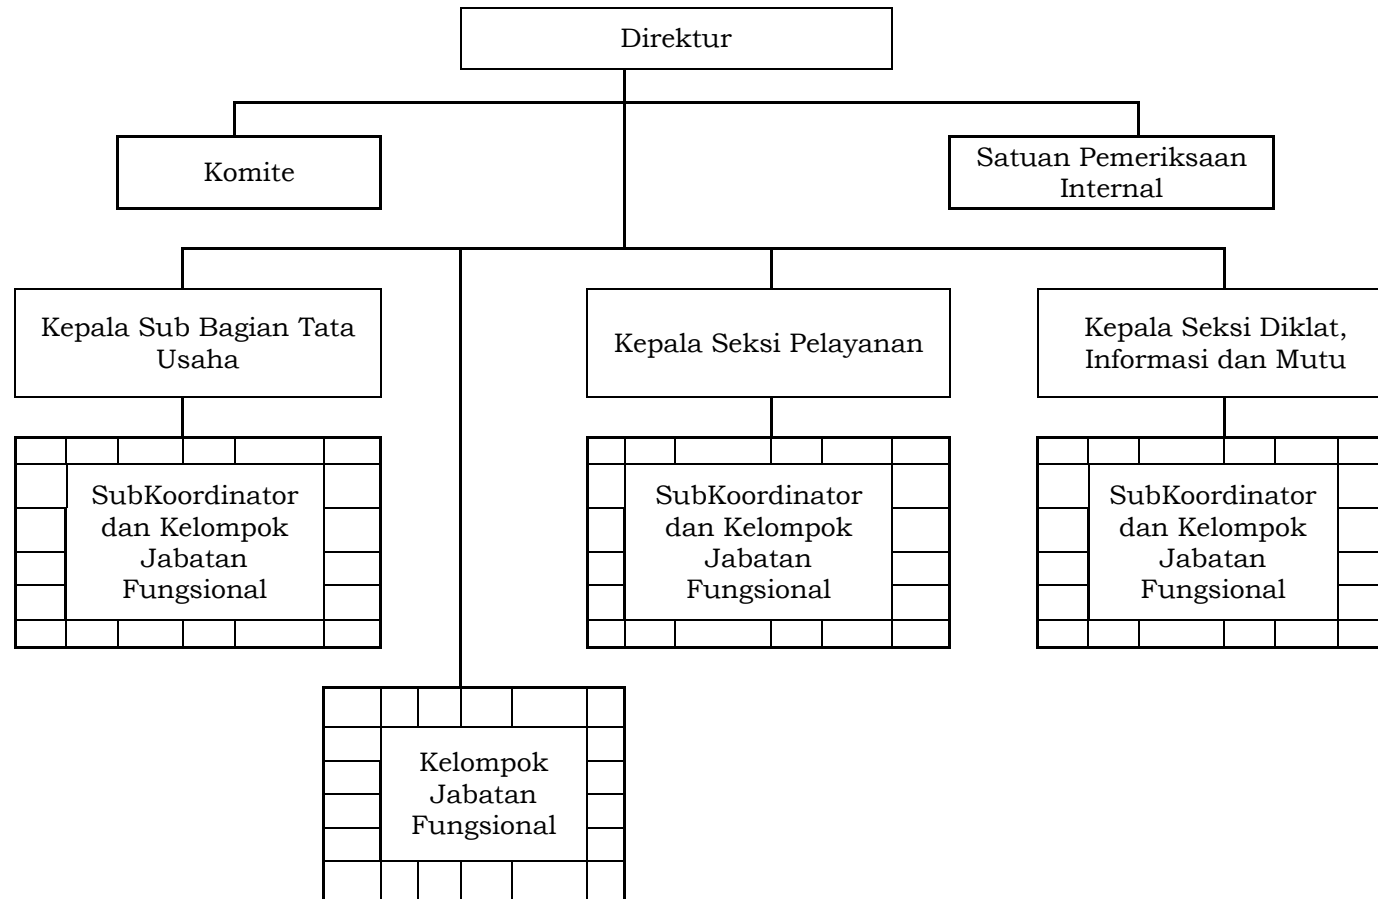 Direktur
Komite
Satuan Pemeriksaan
Internal
Kepala Sub Bagian Tata
Usaha
Kepala Seksi Pelayanan
Kepala Seksi Diklat,
Informasi dan Mutu
SubKoordinator
dan Kelompok
Jabatan
Fungsional
SubKoordinator
dan Kelompok
Jabatan
Fungsional
SubKoordinator
dan Kelompok
Jabatan
Fungsional
Kelompok
Jabatan
Fungsional